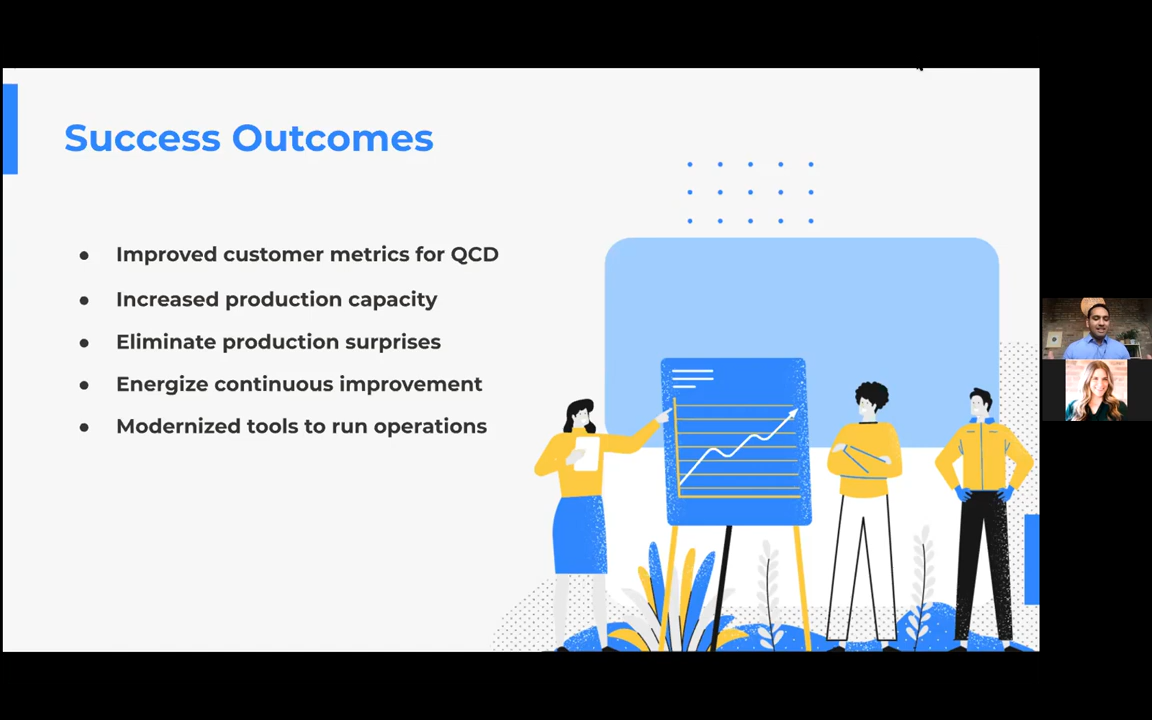 Success Outcomes
Improved customer metrics for QCD
Increased production capacity
Eliminate production surprises
Energize continuous improvement
Modernized tools to run operations